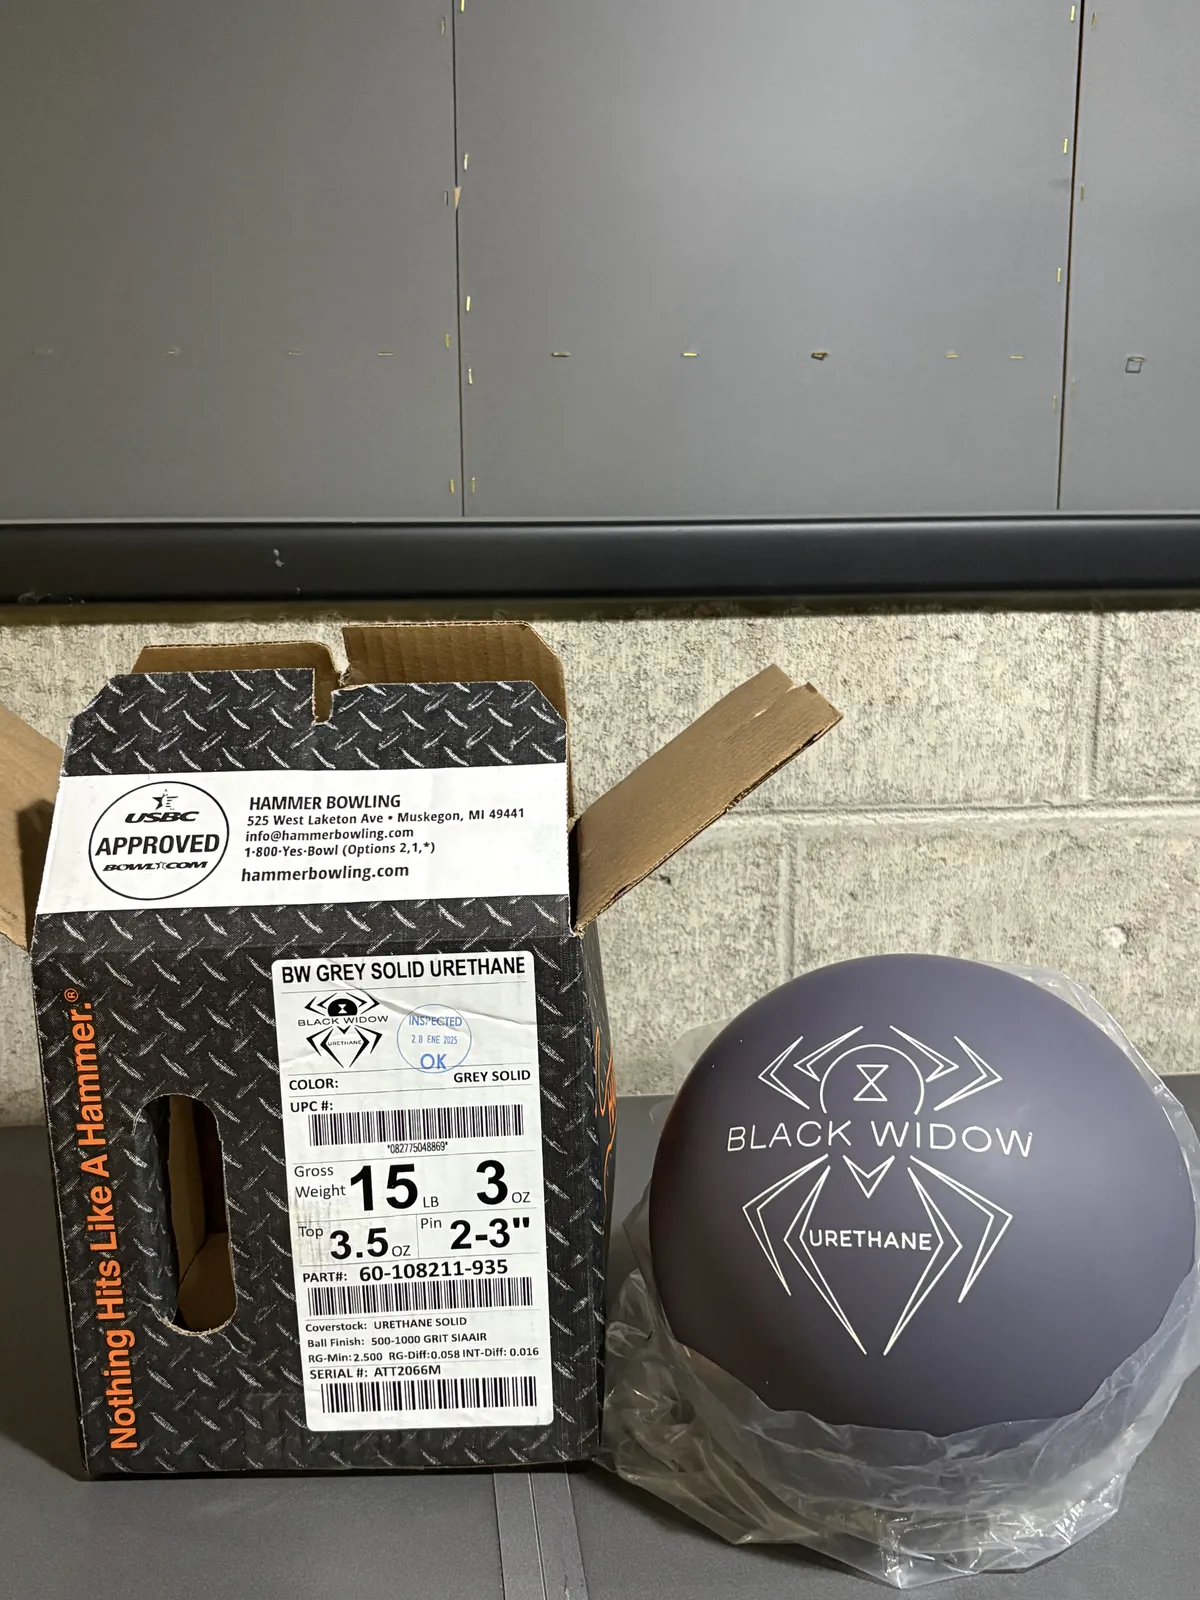 USBC
APPROVED
BOWL.COM
HAMMER BOWLING
525 West Laketon Ave • Muskegon, MI 49441
info@hammerbowling.com
1-800-Yes-Bowl (Options 2,1,*)
hammerbowling.com
Nothing Hits Like A Hammer.®
BW GREY SOLID URETHANE
BLACK WIDOW
URETHANE
INSPECTED
28 ENE 2025
OK
COLOR: GREY SOLID
UPC #:
*082775048869*
Gross Weight 15 LB 3 OZ
Top 3.5 OZ Pin 2-3"
PART#: 60-108211-935
Coverstock: URETHANE SOLID
Ball Finish: 500-1000 GRIT SIAAIR
RG-Min: 2.500 RG-Diff: 0.058 INT-Diff: 0.016
SERIAL #: ATT2066M
BLACK WIDOW
URETHANE